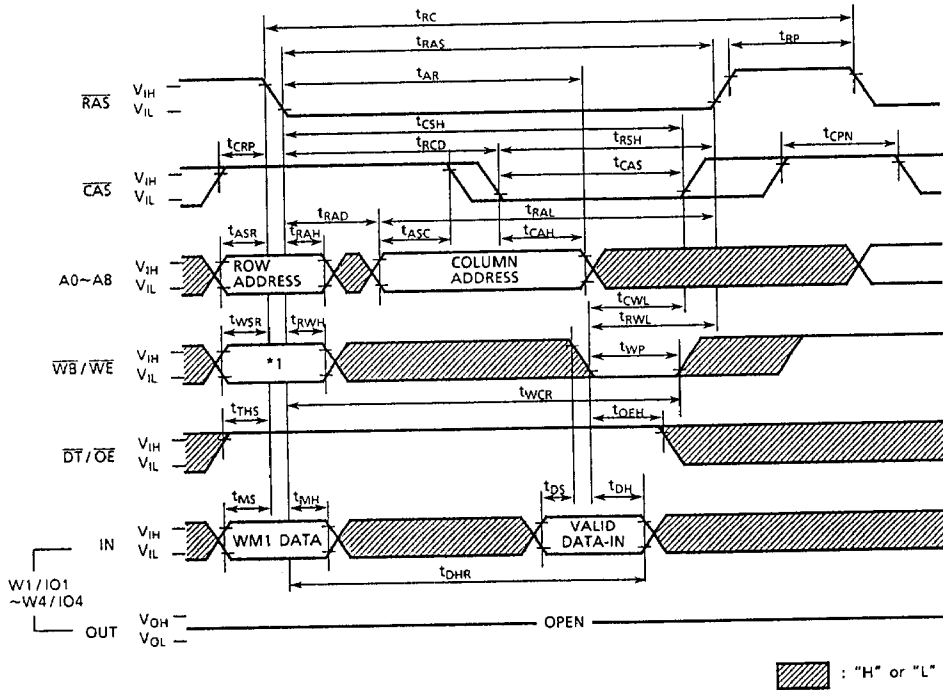 tRC
tRAS
tRP
tAR
RAS
VIH
VIL
tCSH
tCRP
tRCD
tRSH
tCPN
tCAS
CAS
VIH
VIL
tRAD
tRAL
tASR
tRAH
tASC
tCAH
A0~A8
VIH
VIL
ROW
ADDRESS
COLUMN
ADDRESS
tCWL
tWSR
tRWH
tRWL
WB/WE
VIH
VIL
*1
tWP
tWCR
tTHS
tOEH
DT/OE
VIH
VIL
tMS
tMH
tDS
tDH
IN
VIH
VIL
WM1 DATA
VALID
DATA-IN
tDHR
W1/IO1
~W4/IO4
OUT
VOH
VOL
OPEN
: "H" or "L"